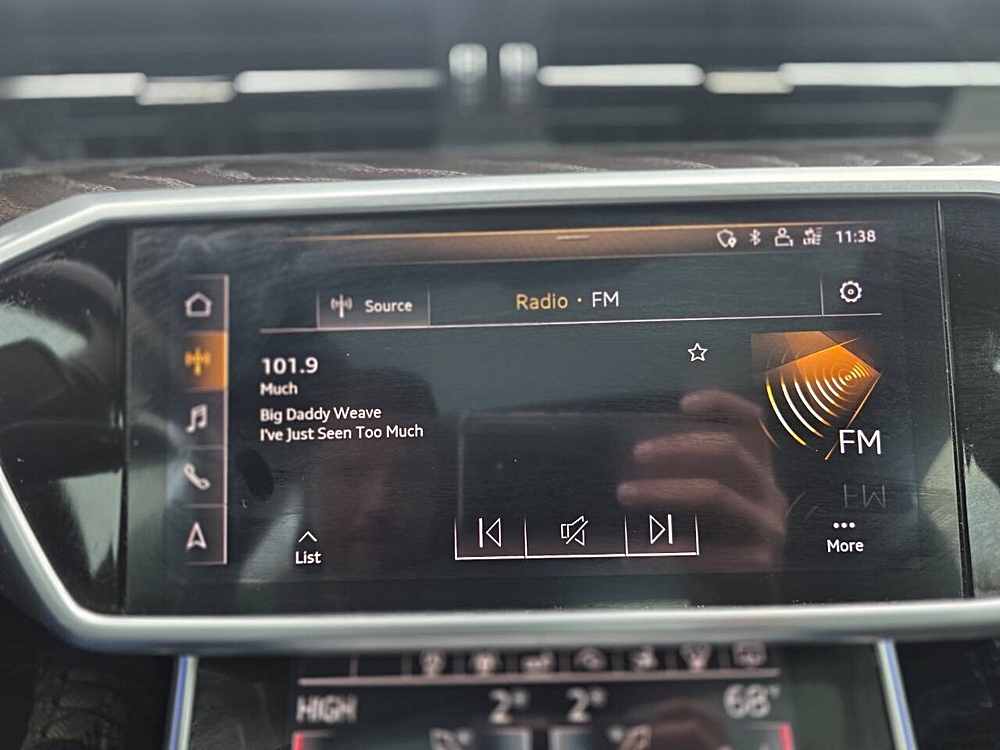 11:38
Source
Radio • FM
101.9
Much
Big Daddy Weave
I've Just Seen Too Much
FM
List
More
HIGH 2° 2° 68°